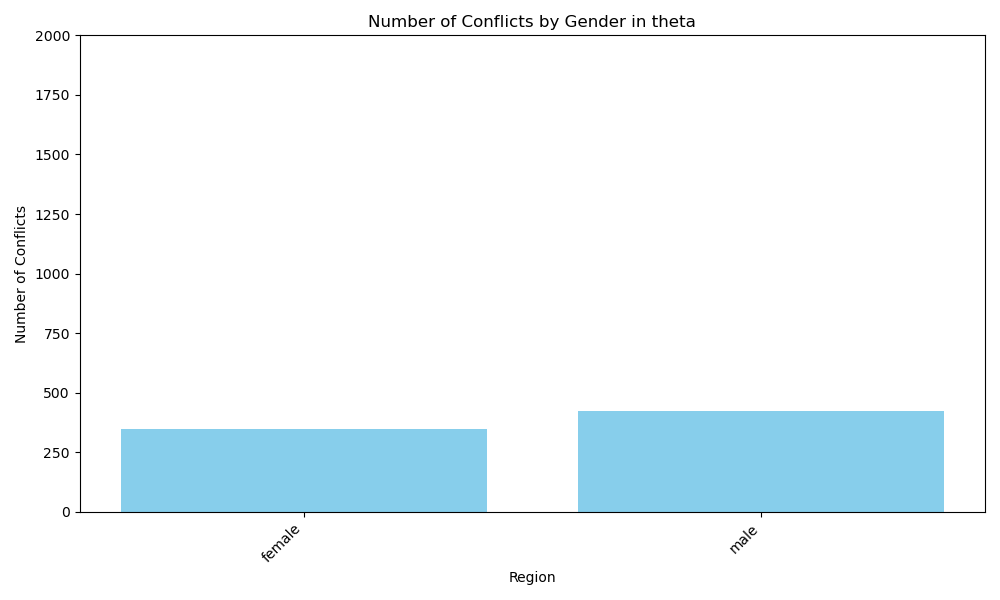 Number of Conflicts by Gender in theta
2000
1750
1500
1250
1000
750
500
250
0
Number of Conflicts
female
male
Region